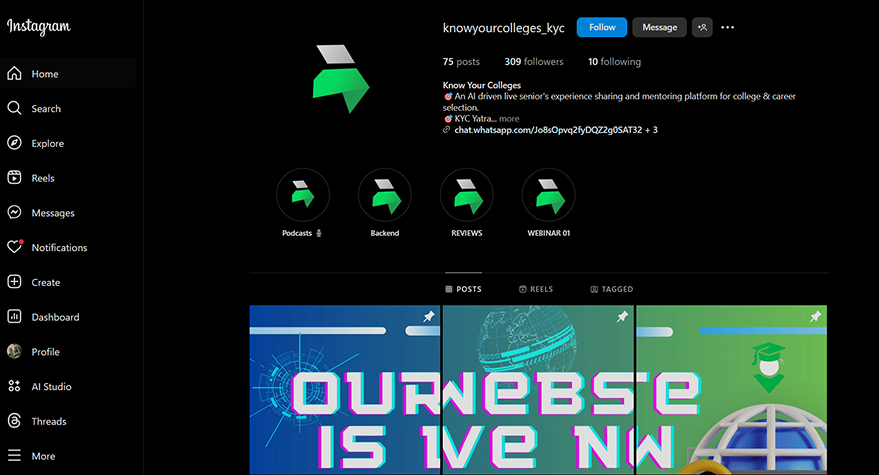 Instagram
Home
Search
Explore
Reels
Messages
Notifications
Create
Dashboard
Profile
AI Studio
Threads
More
knowyourcolleges_kyc Follow Message
75 posts 309 followers 10 following
Know Your Colleges
🎯An AI driven live senior's experience sharing and mentoring platform for college & career
selection.
🎯 KYC Yatra... more
chat.whatsapp.com/Jo8sOpvq2fyDQZ2g0SAT32 + 3
Podcasts 🎙 Backend REVIEWS WEBINAR 01
POSTS REELS TAGGED
OUR WEBSE
IS IVE NW